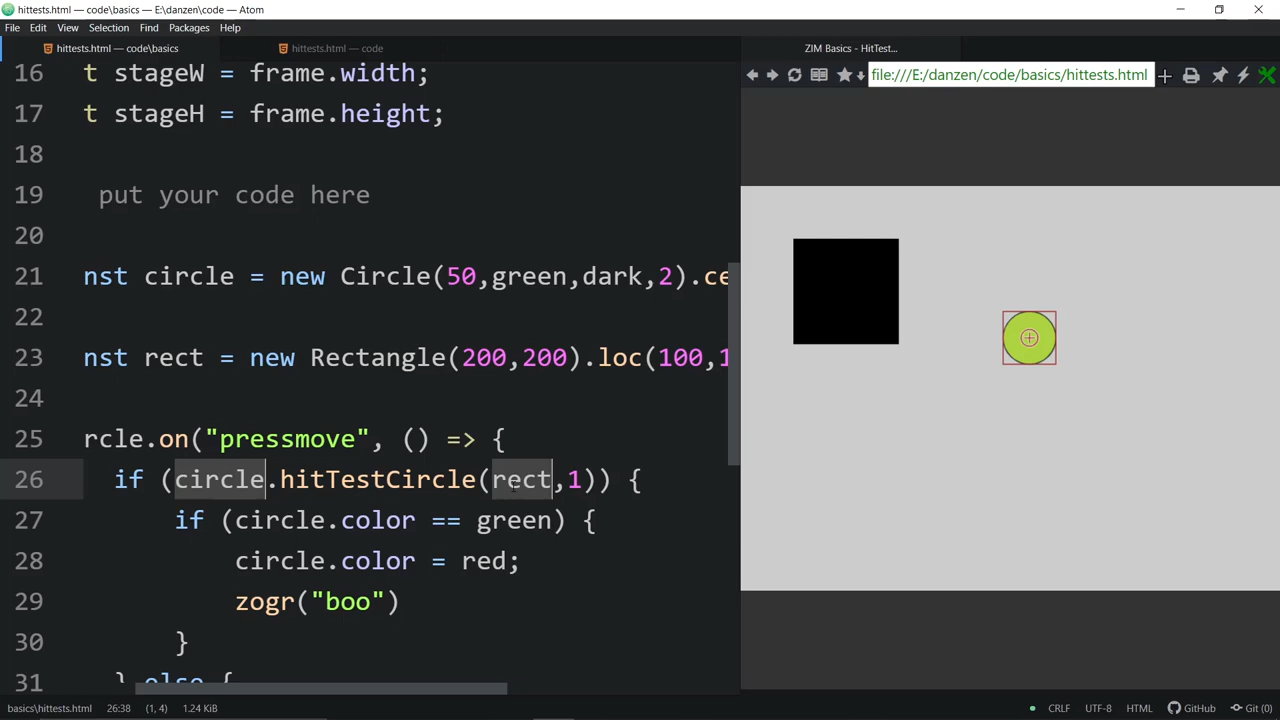 hittests.html — code\basics — E:\danzen\code — Atom
File Edit View Selection Find Packages Help
hittests.html — code\basics
hittests.html — code
ZIM Basics - HitTest...
file:///E:/danzen/code/basics/hittests.html
16 t stageW = frame.width;
17 t stageH = frame.height;
18
19 put your code here
20
21 nst circle = new Circle(50,green,dark,2).ce
22
23 nst rect = new Rectangle(200,200).loc(100,1
24
25 rcle.on("pressmove", () => {
26 if (circle.hitTestCircle(rect,1)) {
27 if (circle.color == green) {
28 circle.color = red;
29 zogr("boo")
30 }
31 } else {
basics\hittests.html 26:38 (1, 4) 1.24 KiB CRLF UTF-8 HTML GitHub Git (0)